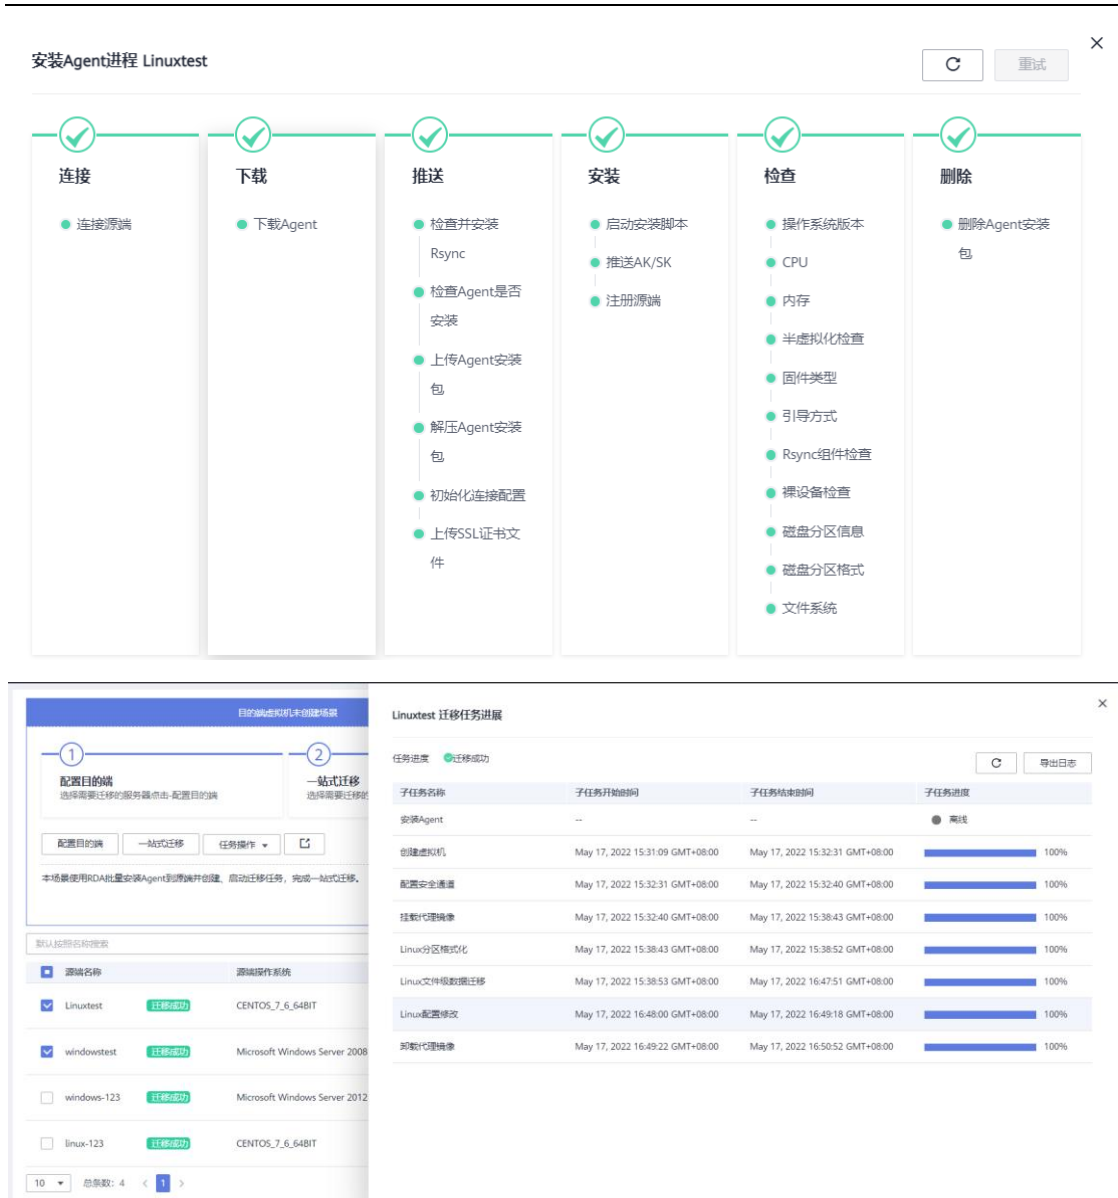 安装Agent进程 Linuxtest
重试
连接
连接源端
下载
下载Agent
推送
检查并安装
Rsync
检查Agent是否
安装
上传Agent安装
包
解压Agent安装
包
初始化连接配置
上传SSL证书文
件
安装
启动安装脚本
推送AK/SK
注册源端
检查
操作系统版本
CPU
内存
半虚拟化检查
固件类型
引导方式
Rsync组件检查
裸设备检查
磁盘分区信息
磁盘分区格式
文件系统
删除
删除Agent安装
包
目的端虚拟机未创建场景
1
配置目的端
选择需要迁移的服务器点击-配置目的端
2
一站式迁移
选择需要迁移的
配置目的端 一站式迁移 任务操作
本场景使用RDA批量安装Agent到源端并创建、启动迁移任务，完成一站式迁移。
默认按照名称搜索
源端名称 源端操作系统
Linuxtest 迁移成功 CENTOS_7_6_64BIT
windowstest 迁移成功 Microsoft Windows Server 2008
windows-123 迁移成功 Microsoft Windows Server 2012
linux-123 迁移成功 CENTOS_7_6_64BIT
10 总条数: 4 < 1 >
Linuxtest 迁移任务进展
任务进度 迁移成功
导出日志
子任务名称 子任务开始时间 子任务结束时间 子任务进度
安装Agent -- -- 离线
创建虚拟机 May 17, 2022 15:31:09 GMT+08:00 May 17, 2022 15:32:31 GMT+08:00 100%
配置安全通道 May 17, 2022 15:32:31 GMT+08:00 May 17, 2022 15:32:40 GMT+08:00 100%
挂载代理镜像 May 17, 2022 15:32:40 GMT+08:00 May 17, 2022 15:38:43 GMT+08:00 100%
Linux分区格式化 May 17, 2022 15:38:43 GMT+08:00 May 17, 2022 15:38:52 GMT+08:00 100%
Linux文件级数据迁移 May 17, 2022 15:38:53 GMT+08:00 May 17, 2022 16:47:51 GMT+08:00 100%
Linux配置修改 May 17, 2022 16:48:00 GMT+08:00 May 17, 2022 16:49:18 GMT+08:00 100%
卸载代理镜像 May 17, 2022 16:49:22 GMT+08:00 May 17, 2022 16:50:52 GMT+08:00 100%